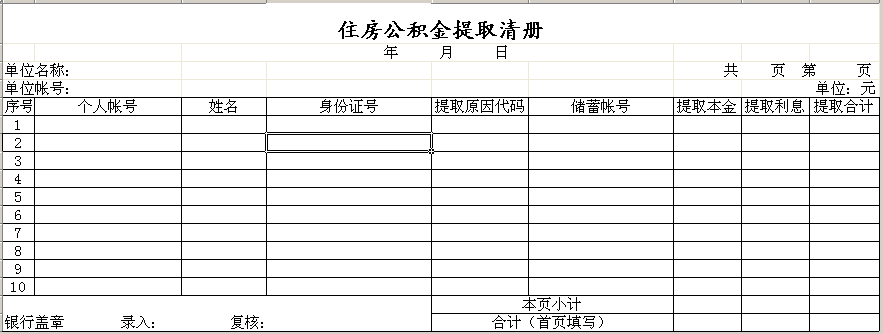 住房公积金提取清册
年 月 日
单位名称： 共 页 第 页
单位帐号： 单位：元
序号 个人帐号 姓名 身份证号 提取原因代码 储蓄帐号 提取本金 提取利息 提取合计
1
2
3
4
5
6
7
8
9
10
本页小计
银行盖章 录入： 复核： 合计（首页填写）